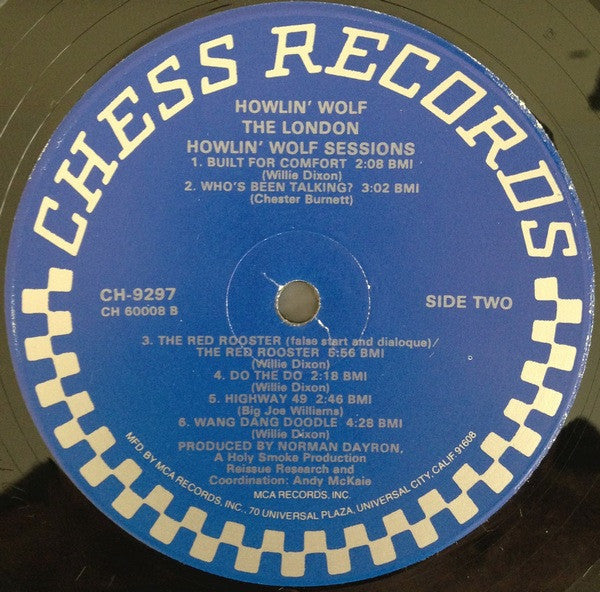 CHESS RECORDS
HOWLIN' WOLF
THE LONDON
HOWLIN' WOLF SESSIONS
1. BUILT FOR COMFORT 2:08 BMI
(Willie Dixon)
2. WHO'S BEEN TALKING? 3:02 BMI
(Chester Burnett)
CH-9297
CH 60008 B
SIDE TWO
3. THE RED ROOSTER (false start and dialoque)/
THE RED ROOSTER 5:56 BMI
(Willie Dixon)
4. DO THE DO 2:18 BMI
(Willie Dixon)
5. HIGHWAY 49 2:46 BMI
(Big Joe Williams)
6. WANG DANG DOODLE 4:28 BMI
(Willie Dixon)
PRODUCED BY NORMAN DAYRON,
A Holy Smoke Production
Reissue Research and
Coordination: Andy McKaie
MCA RECORDS, INC.
MFD. BY MCA RECORDS, INC., 70 UNIVERSAL PLAZA, UNIVERSAL CITY, CALIF. 91608